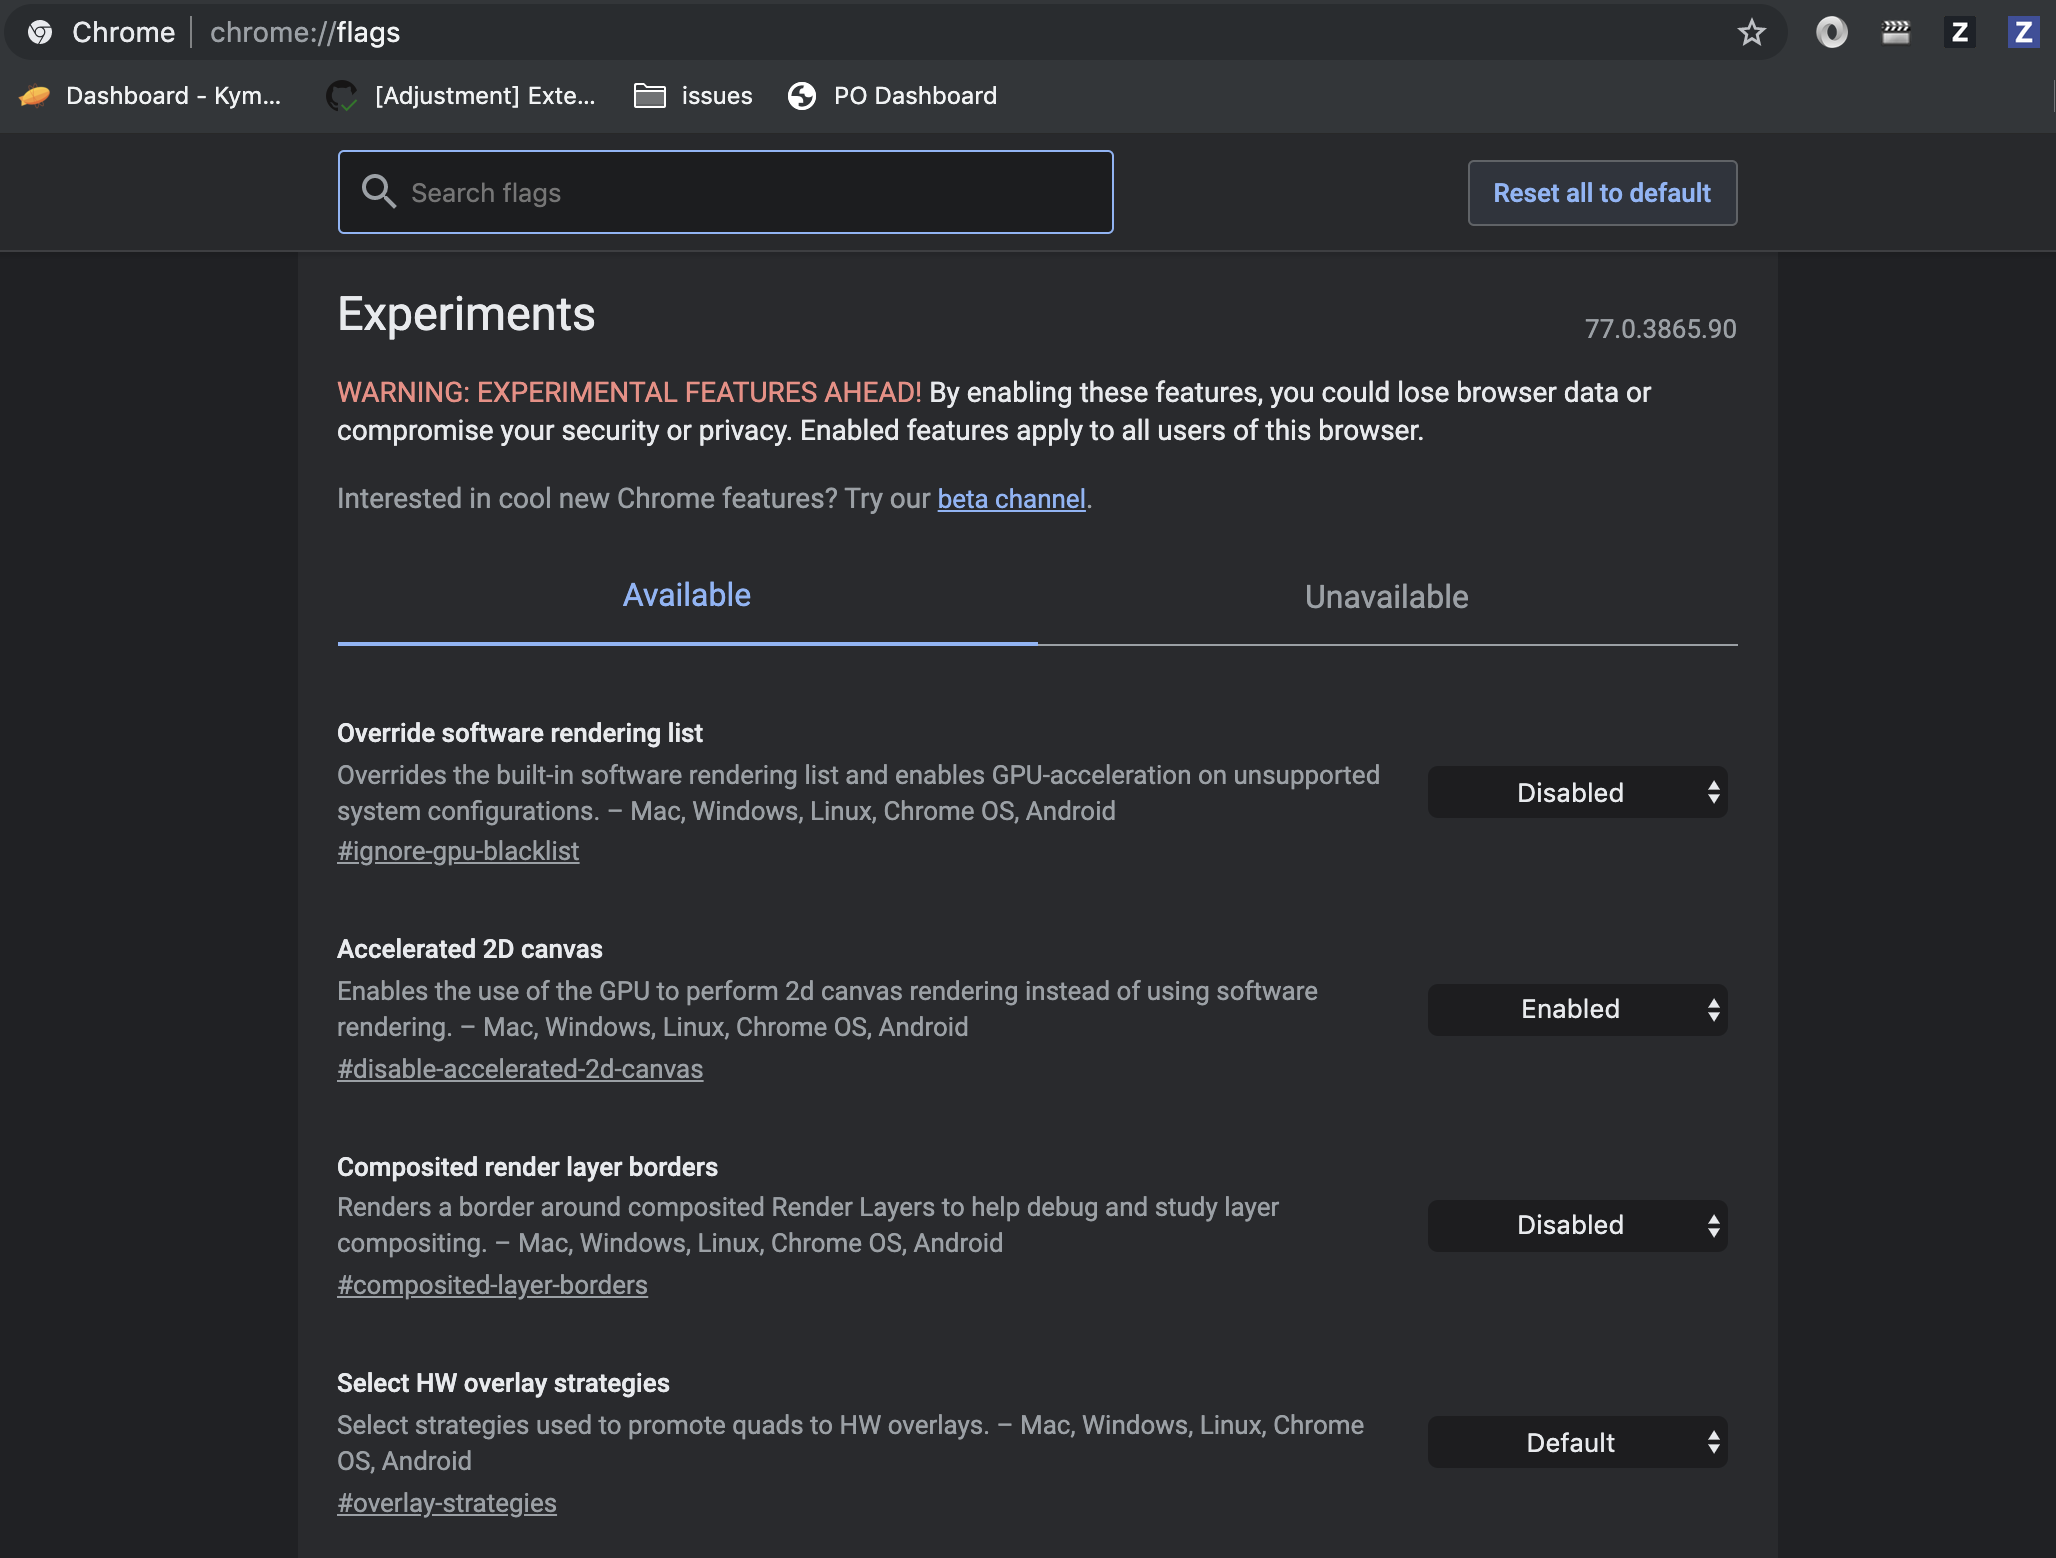 Chrome | chrome://flags
Z
Z
Dashboard - Kym...
[Adjustment] Exte...
issues
PO Dashboard
Search flags
Reset all to default
Experiments
77.0.3865.90
WARNING: EXPERIMENTAL FEATURES AHEAD! By enabling these features, you could lose browser data or
compromise your security or privacy. Enabled features apply to all users of this browser.
Interested in cool new Chrome features? Try our beta channel.
Available
Unavailable
Override software rendering list
Overrides the built-in software rendering list and enables GPU-acceleration on unsupported
system configurations. – Mac, Windows, Linux, Chrome OS, Android
#ignore-gpu-blacklist
Disabled
Accelerated 2D canvas
Enables the use of the GPU to perform 2d canvas rendering instead of using software
rendering. – Mac, Windows, Linux, Chrome OS, Android
#disable-accelerated-2d-canvas
Enabled
Composited render layer borders
Renders a border around composited Render Layers to help debug and study layer
compositing. – Mac, Windows, Linux, Chrome OS, Android
#composited-layer-borders
Disabled
Select HW overlay strategies
Select strategies used to promote quads to HW overlays. – Mac, Windows, Linux, Chrome
OS, Android
#overlay-strategies
Default